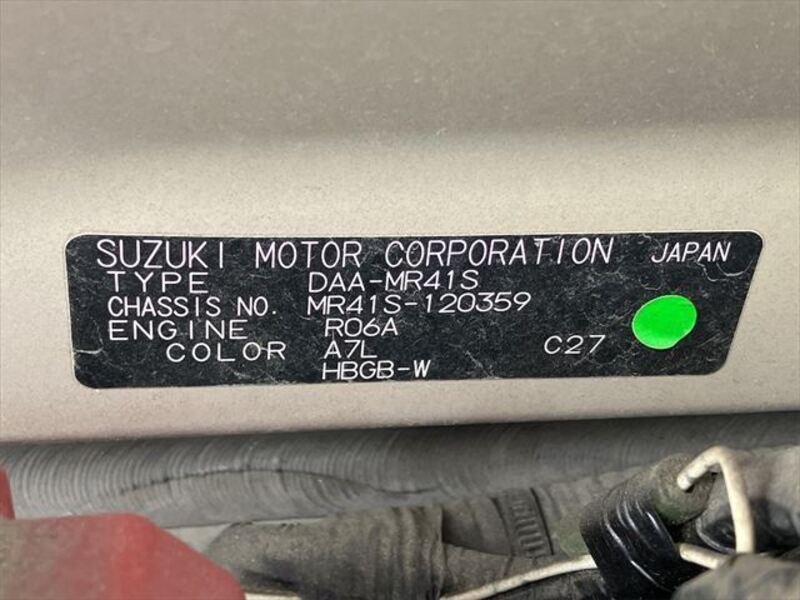 SUZUKI MOTOR CORPORATION JAPAN
TYPE DAA-MR41S
CHASSIS NO. MR41S-120359
ENGINE R06A
COLOR A7L C27
HBGB-W